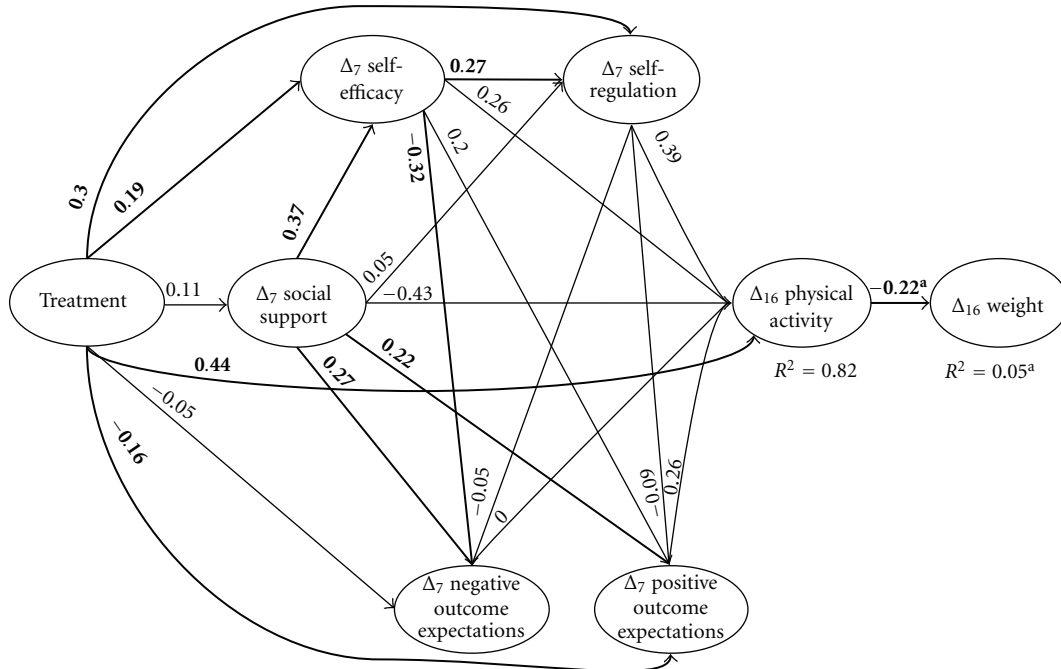 Δ₇ self-
efficacy
Δ₇ self-
regulation
0.27
0.26
0.2
−0.32
0.39
0.3
0.19
0.37
0.05
Treatment
0.11
Δ₇ social
support
−0.43
Δ₁₆ physical
activity
−0.22ᵃ
Δ₁₆ weight
R² = 0.82
R² = 0.05ᵃ
0.44
0.27
0.22
−0.05
−0.16
−0.05
0
−0.09
0.26
Δ₇ negative
outcome
expectations
Δ₇ positive
outcome
expectations